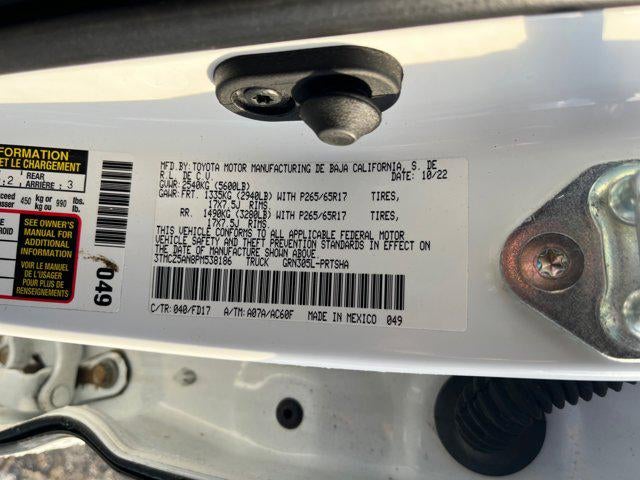 MFD.BY: TOYOTA MOTOR MANUFACTURING DE BAJA CALIFORNIA, S. DE
R.L. DE C.V. DATE: 10/22
GVWR: 2540KG (5600LB)
GAWR: FRT. 1335KG (2940LB) WITH P265/65R17 TIRES,
17X7.5J RIMS
RR. 1490KG (3280LB) WITH P265/65R17 TIRES,
17X7.5J RIMS
THIS VEHICLE CONFORMS TO ALL APPLICABLE FEDERAL MOTOR
VEHICLE SAFETY AND THEFT PREVENTION STANDARDS IN EFFECT ON
THE DATE OF MANUFACTURE SHOWN ABOVE.
3TMCZ5AN8PM538106 TRUCK GRN305L-PRTSHA
C/TR: 040/FD17 A/TM: A07A/AC60F MADE IN MEXICO 049
FORMATION
ET LE CHARGEMENT
2 REAR
ARRIÈRE : 3
450 kg or 990 lbs.
kg ou lb.
SEE OWNER'S
MANUAL FOR
ADDITIONAL
INFORMATION
VOIR LE MANUEL
DE L'USAGER
POUR PLUS DE
RENSEIGNEMENTS
049